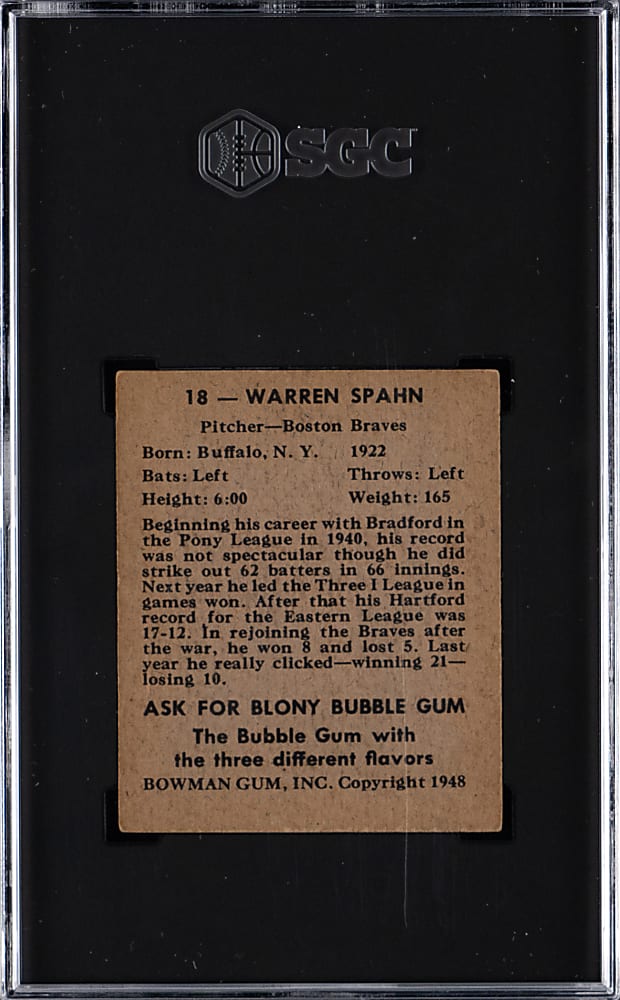 SGC
18 — WARREN SPAHN
Pitcher—Boston Braves
Born: Buffalo, N. Y. 1922
Bats: Left Throws: Left
Height: 6:00 Weight: 165
Beginning his career with Bradford in
the Pony League in 1940, his record
was not spectacular though he did
strike out 62 batters in 66 innings.
Next year he led the Three I League in
games won. After that his Hartford
record for the Eastern League was
17-12. In rejoining the Braves after
the war, he won 8 and lost 5. Last
year he really clicked—winning 21—
losing 10.
ASK FOR BLONY BUBBLE GUM
The Bubble Gum with
the three different flavors
BOWMAN GUM, INC. Copyright 1948